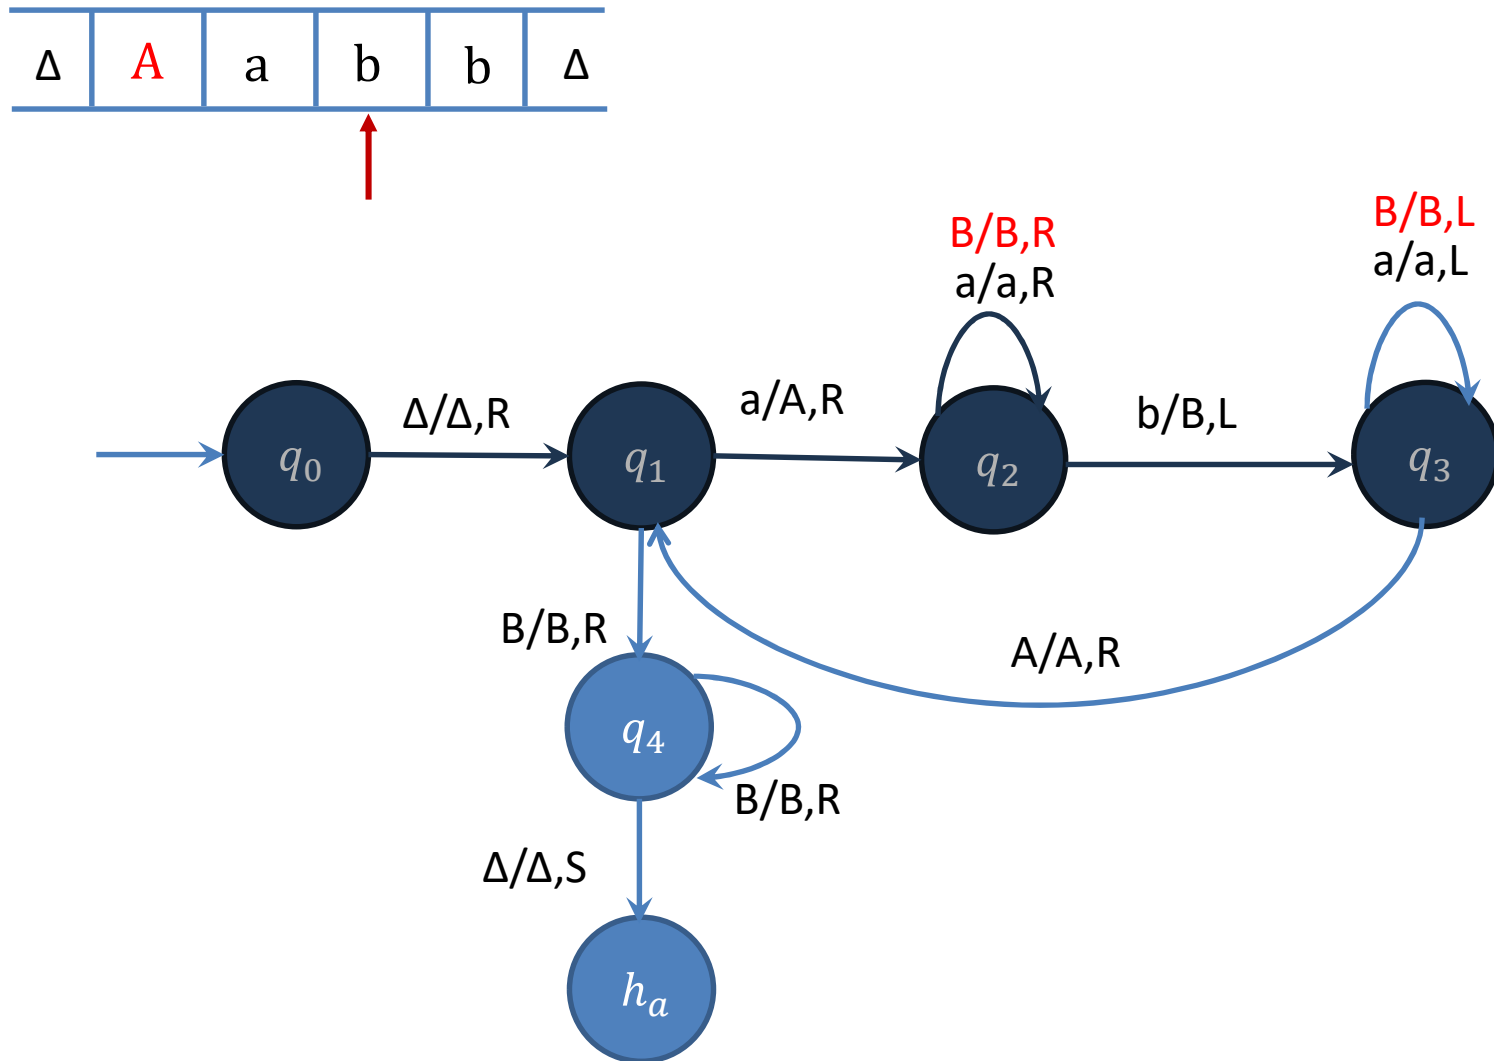 Δ A a b b Δ
B/B,R
a/a,R
B/B,L
a/a,L
Δ/Δ,R
a/A,R
b/B,L
q0
q1
q2
q3
B/B,R
A/A,R
q4
B/B,R
Δ/Δ,S
ha